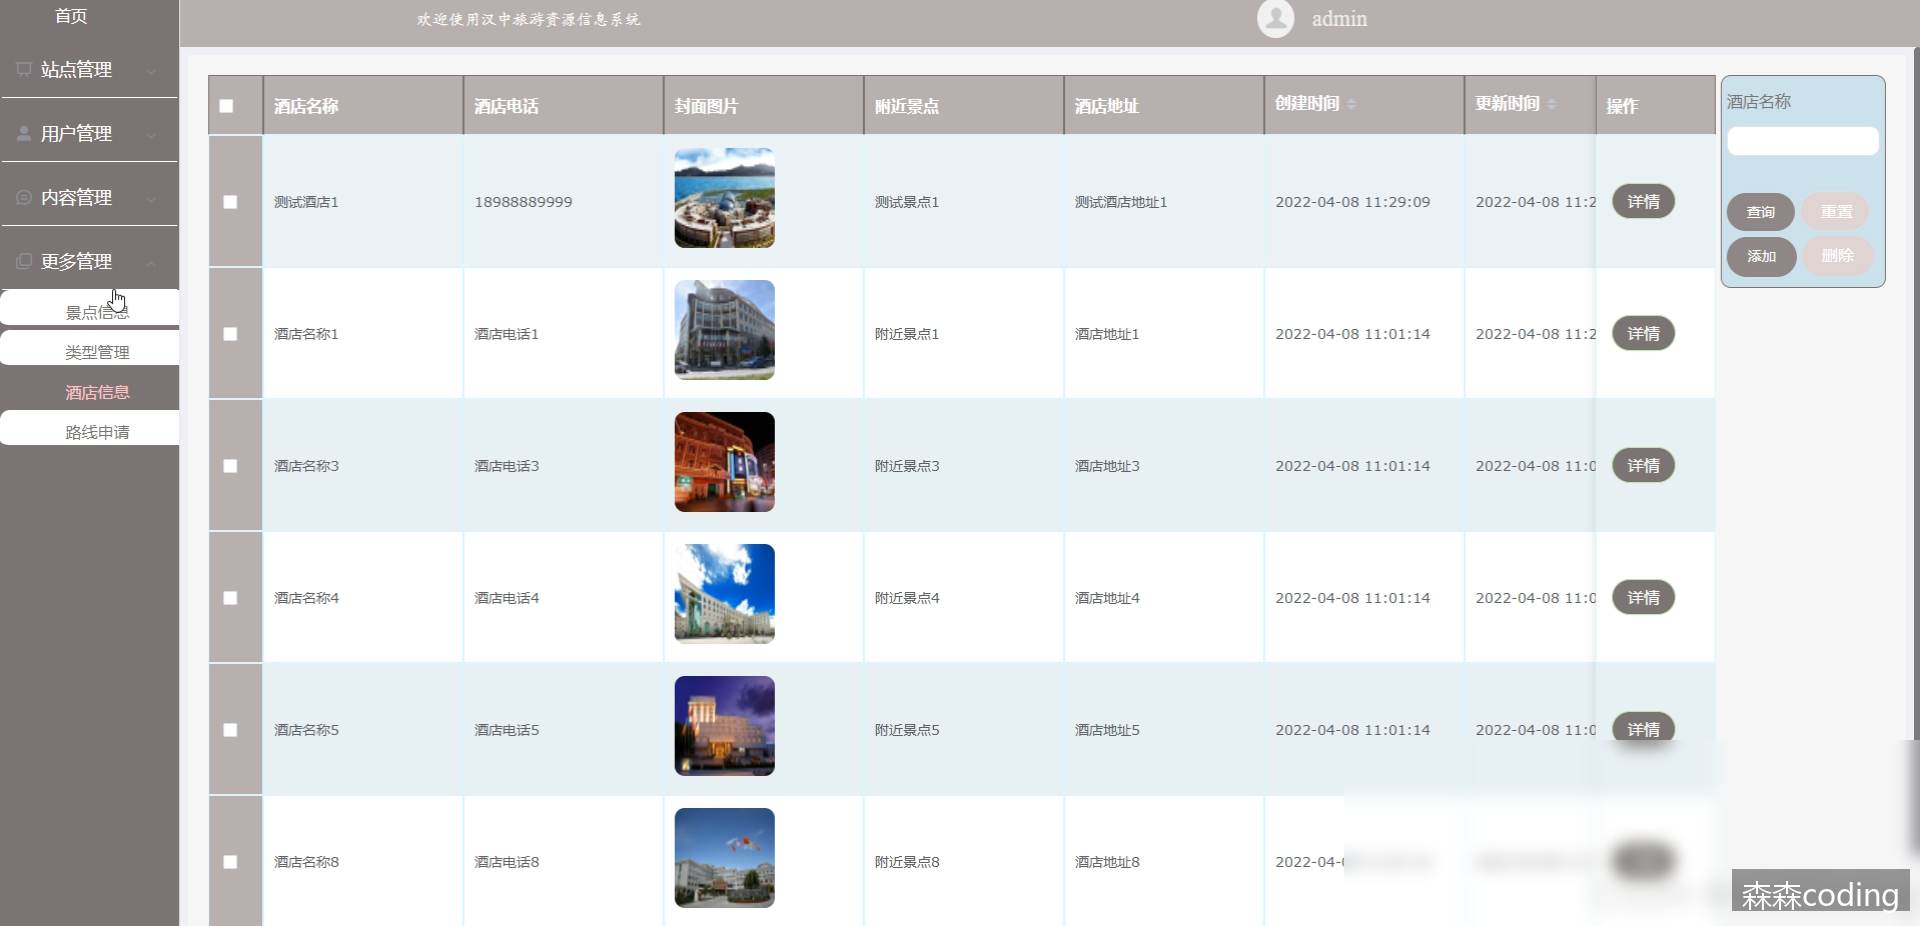 首页
欢迎使用汉中旅游资源信息系统
admin
站点管理
用户管理
内容管理
更多管理
景点信息
类型管理
酒店信息
路线申请
酒店名称 酒店电话 封面图片 附近景点 酒店地址 创建时间 更新时间 操作
测试酒店1 18988889999 测试景点1 测试酒店地址1 2022-04-08 11:29:09 2022-04-08 11:2 详情
酒店名称1 酒店电话1 附近景点1 酒店地址1 2022-04-08 11:01:14 2022-04-08 11:2 详情
酒店名称3 酒店电话3 附近景点3 酒店地址3 2022-04-08 11:01:14 2022-04-08 11:0 详情
酒店名称4 酒店电话4 附近景点4 酒店地址4 2022-04-08 11:01:14 2022-04-08 11:0 详情
酒店名称5 酒店电话5 附近景点5 酒店地址5 2022-04-08 11:01:14 2022-04-08 11:0 详情
酒店名称8 酒店电话8 附近景点8 酒店地址8 2022-04-
酒店名称
查询 重置
添加 删除
森森coding